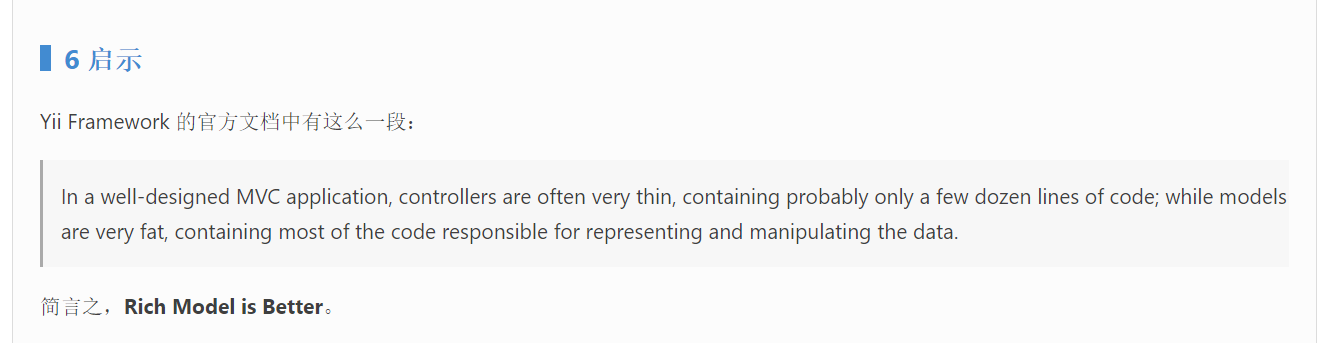 6 启示
Yii Framework 的官方文档中有这么一段：
In a well-designed MVC application, controllers are often very thin, containing probably only a few dozen lines of code; while models
are very fat, containing most of the code responsible for representing and manipulating the data.
简言之，Rich Model is Better。